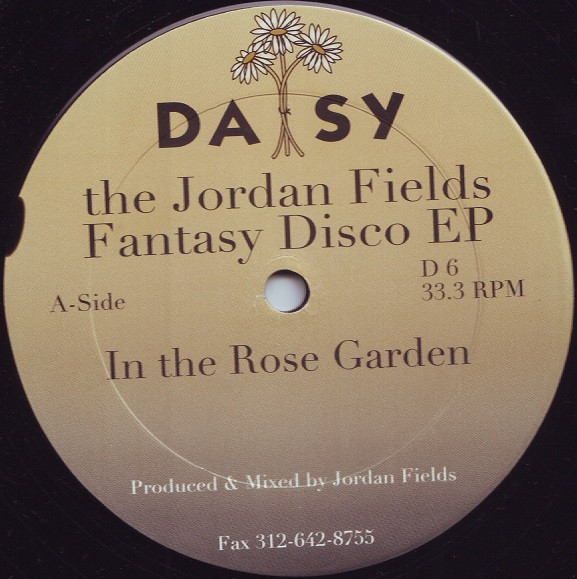 DAISY
the Jordan Fields
Fantasy Disco EP
D 6
A-Side
33.3 RPM
In the Rose Garden
Produced & Mixed by Jordan Fields
Fax 312-642-8755